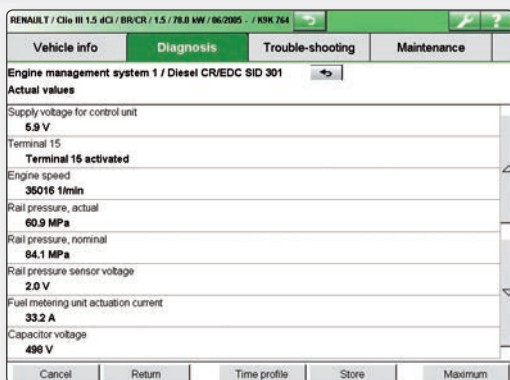 RENAULT / Clio III 1.5 dCi / BR/CR / 1.5 / 78.0 kW / 06/2005 - / K9K 764
?
Vehicle info Diagnosis Trouble-shooting Maintenance
Engine management system 1 / Diesel CR/EDC SID 301
Actual values
Supply voltage for control unit
5.9 V
Terminal 15
Terminal 15 activated
Engine speed
35016 1/min
Rail pressure, actual
60.9 MPa
Rail pressure, nominal
84.1 MPa
Rail pressure sensor voltage
2.0 V
Fuel metering unit actuation current
33.2 A
Capacitor voltage
496 V
Cancel Return Time profile Store Maximum